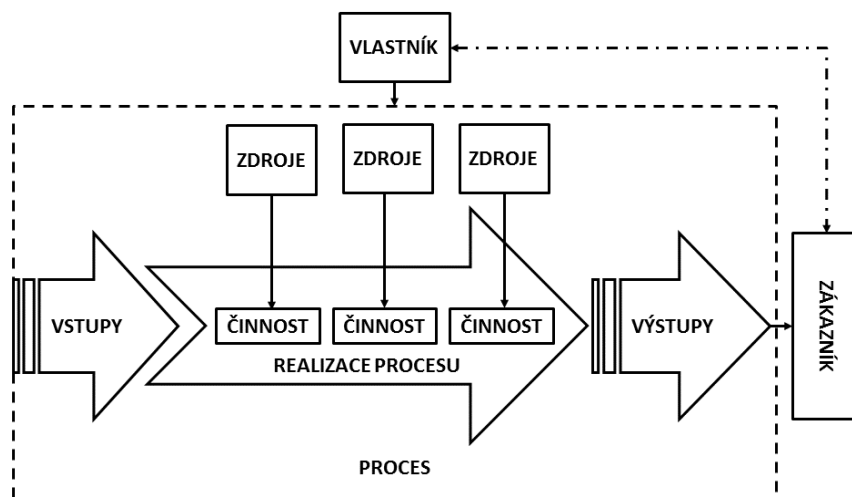 VLASTNÍK
ZDROJE
ZDROJE
ZDROJE
VSTUPY
ČINNOST
ČINNOST
ČINNOST
REALIZACE PROCESU
VÝSTUPY
ZÁKAZNÍK
PROCES